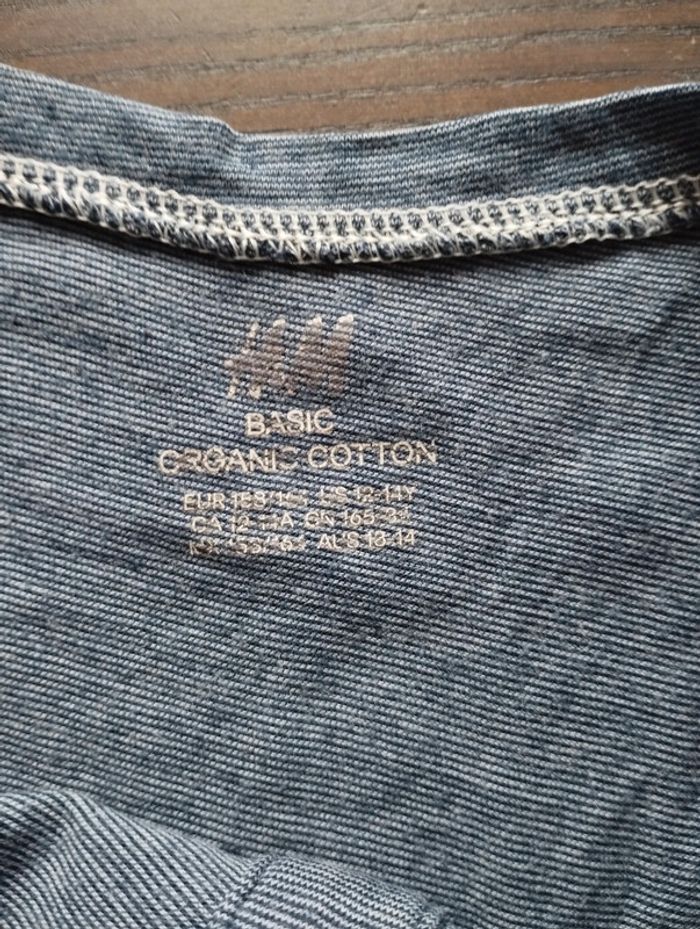 H&M
BASIC
ORGANIC COTTON
EUR 158/164 US 12-14Y
CA 12-14A CN 165/84
MX 158/164 AUS 13-14